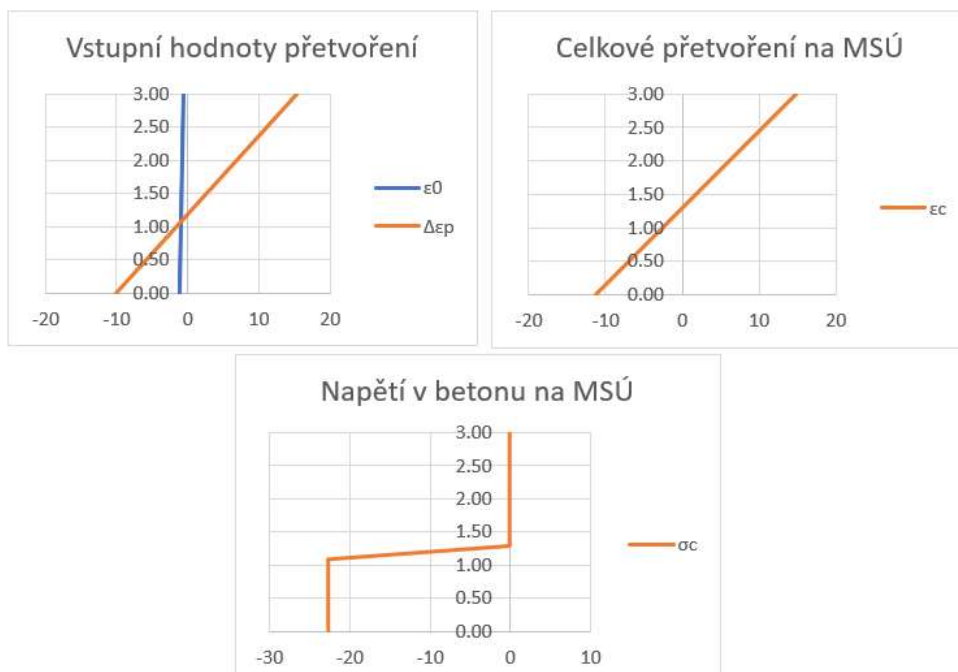 Vstupní hodnoty přetvoření
3.00
2.50
2.00
1.50
1.00
0.50
0.00
-20 -10 0 10 20
ε0
Δεp
Celkové přetvoření na MSÚ
3.00
2.50
2.00
1.50
1.00
0.50
0.00
-20 -10 0 10 20
εc
Napětí v betonu na MSÚ
3.00
2.50
2.00
1.50
1.00
0.50
0.00
-30 -20 -10 0 10
σc